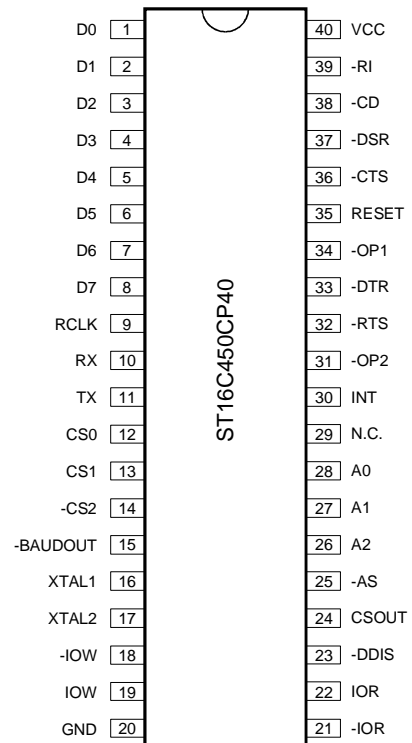 D0 1 40 VCC
D1 2 39 -RI
D2 3 38 -CD
D3 4 37 -DSR
D4 5 36 -CTS
D5 6 35 RESET
D6 7 34 -OP1
D7 8 33 -DTR
RCLK 9 32 -RTS
RX 10 31 -OP2
TX 11 30 INT
CS0 12 29 N.C.
CS1 13 28 A0
-CS2 14 27 A1
-BAUDOUT 15 26 A2
XTAL1 16 25 -AS
XTAL2 17 24 CSOUT
-IOW 18 23 -DDIS
IOW 19 22 IOR
GND 20 21 -IOR
ST16C450CP40